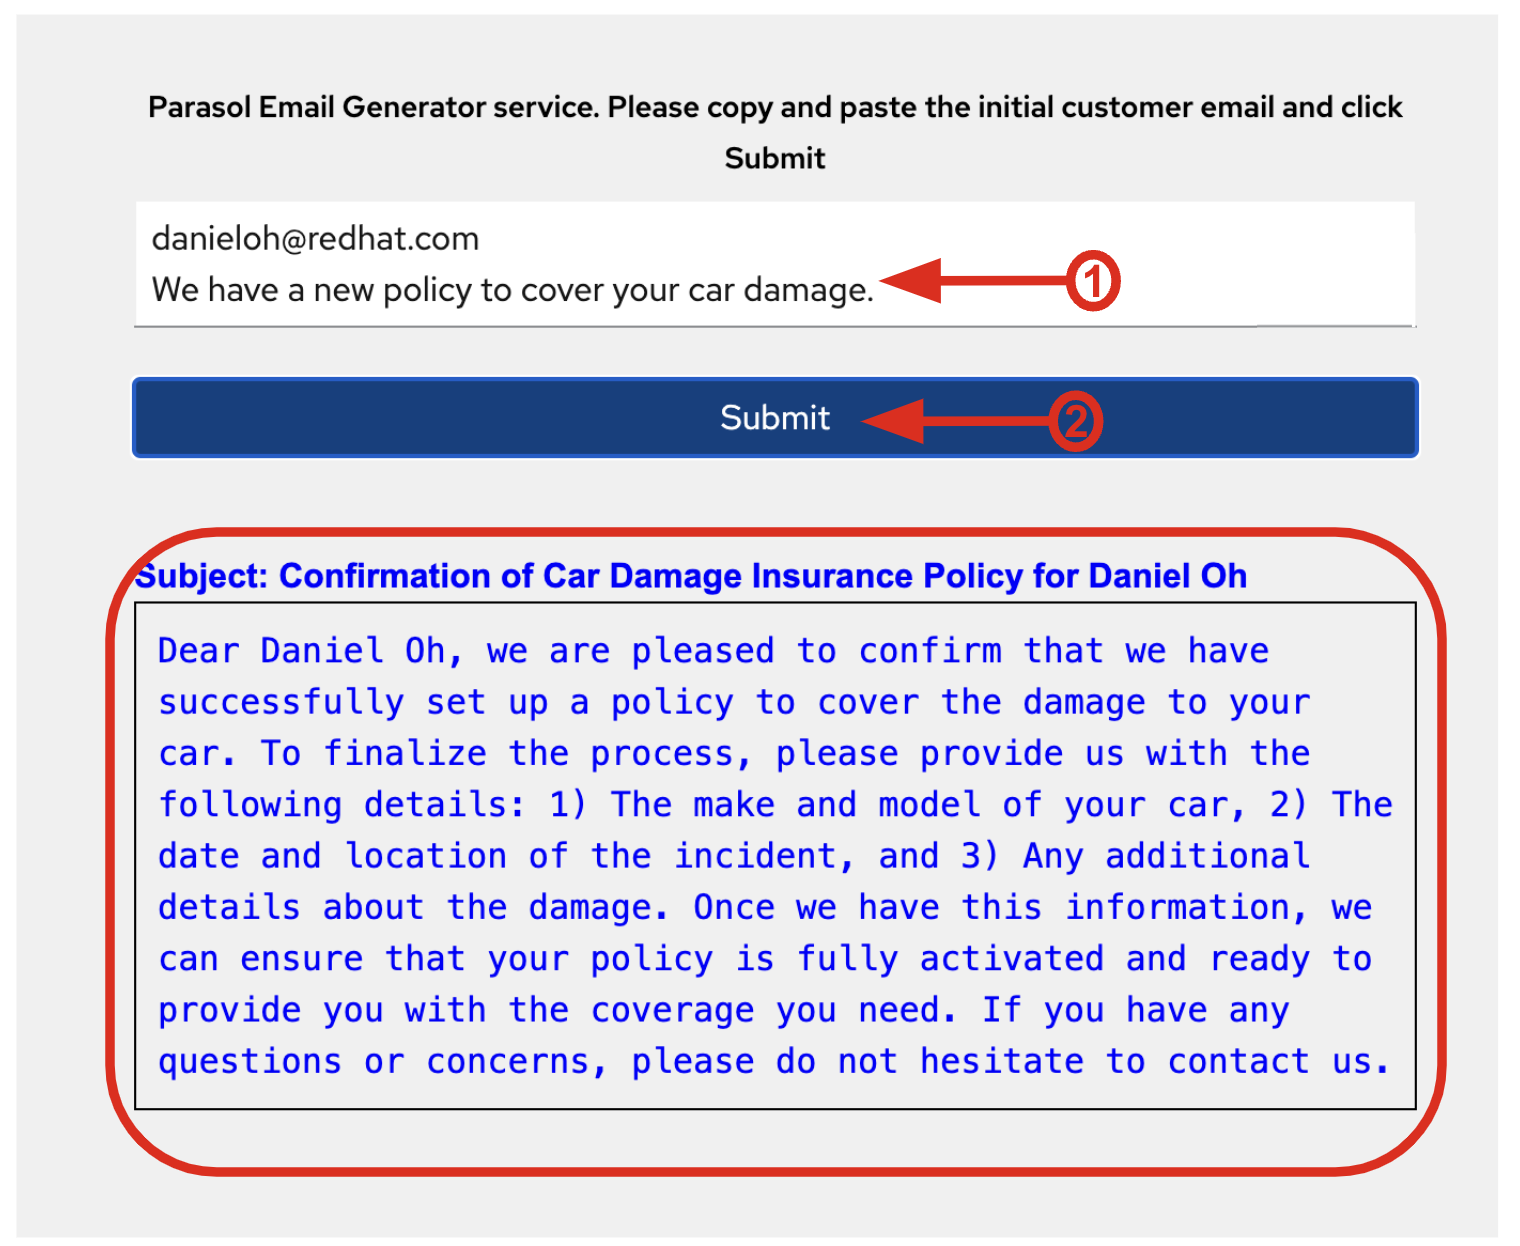 Parasol Email Generator service. Please copy and paste the initial customer email and click
Submit
danieloh@redhat.com
We have a new policy to cover your car damage.
1
Submit
2
Subject: Confirmation of Car Damage Insurance Policy for Daniel Oh
Dear Daniel Oh, we are pleased to confirm that we have
successfully set up a policy to cover the damage to your
car. To finalize the process, please provide us with the
following details: 1) The make and model of your car, 2) The
date and location of the incident, and 3) Any additional
details about the damage. Once we have this information, we
can ensure that your policy is fully activated and ready to
provide you with the coverage you need. If you have any
questions or concerns, please do not hesitate to contact us.